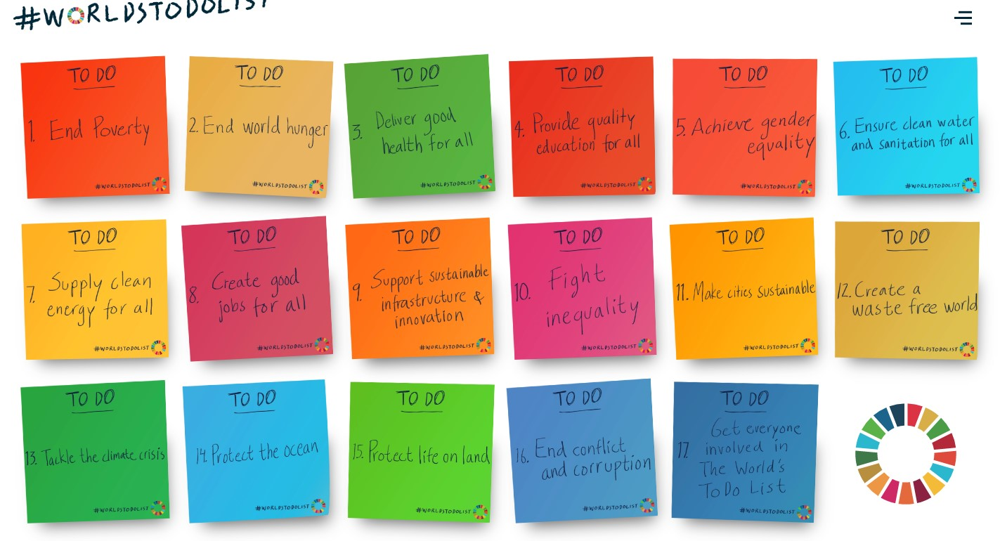 #WORLDSTODOLIST
TO DO
1. End Poverty
#WORLDSTODOLIST
TO DO
2. End world hunger
#WORLDSTODOLIST
TO DO
3. Deliver good
health for all
#WORLDSTODOLIST
TO DO
4. Provide quality
education for all
#WORLDSTODOLIST
TO DO
5. Achieve gender
equality
#WORLDSTODOLIST
TO DO
6. Ensure clean water
and sanitation for all
#WORLDSTODOLIST
TO DO
7. Supply clean
energy for all
#WORLDSTODOLIST
TO DO
8. Create good
jobs for all
#WORLDSTODOLIST
TO DO
9. Support sustainable
infrastructure &
innovation
#WORLDSTODOLIST
TO DO
10. Fight
inequality
#WORLDSTODOLIST
TO DO
11. Make cities sustainable
#WORLDSTODOLIST
TO DO
12. Create a
waste free world
#WORLDSTODOLIST
TO DO
13. Tackle the climate crisis
#WORLDSTODOLIST
TO DO
14. Protect the ocean
#WORLDSTODOLIST
TO DO
15. Protect life on land
#WORLDSTODOLIST
TO DO
16. End conflict
and corruption
#WORLDSTODOLIST
TO DO
17. Get everyone
involved in
The World's
To Do List
#WORLDSTODOLIST